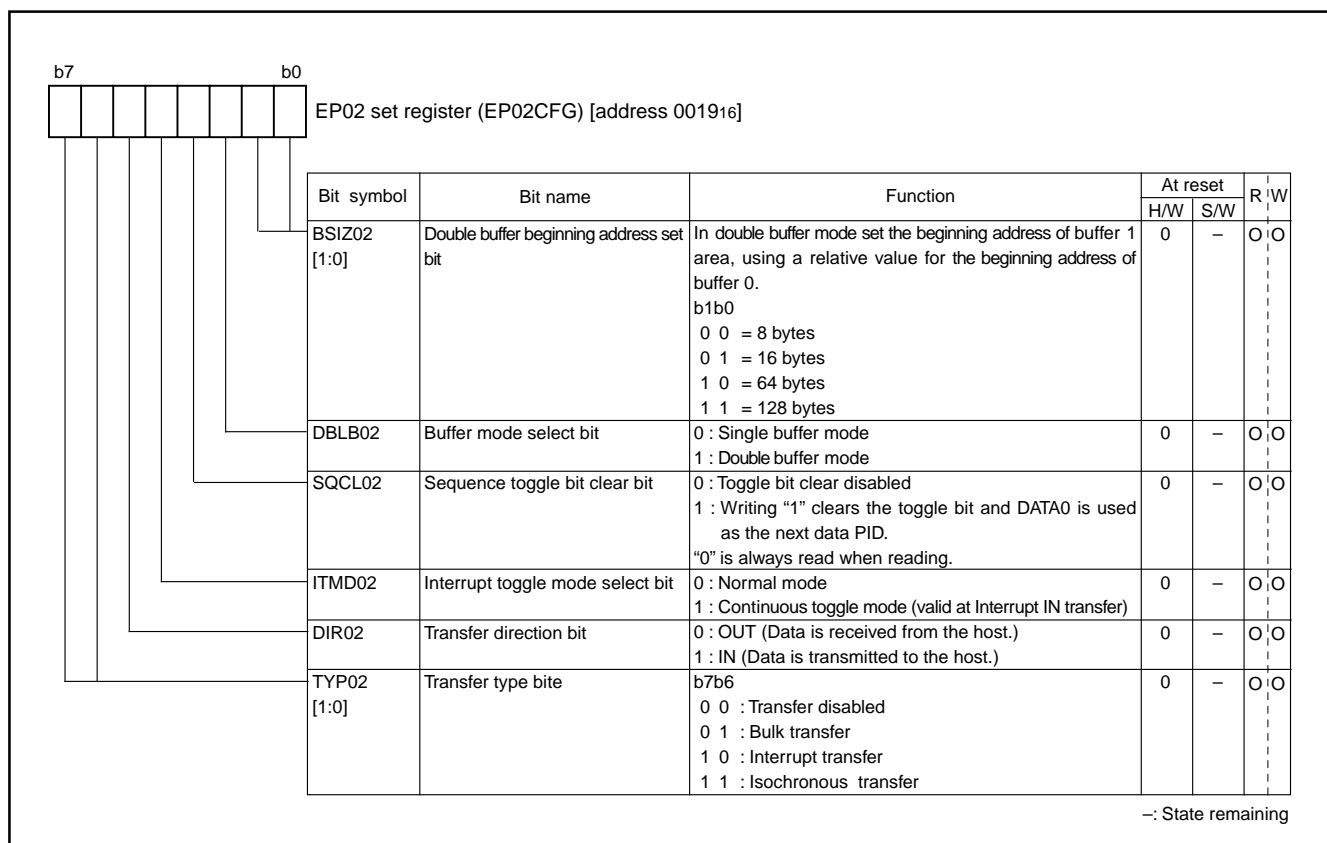 b7 b0
EP02 set register (EP02CFG) [address 001916]
Bit symbol Bit name Function At reset R W
H/W S/W
BSIZ02 Double buffer beginning address set In double buffer mode set the beginning address of buffer 1 0 – O O
[1:0] bit area, using a relative value for the beginning address of
buffer 0.
b1b0
0 0 = 8 bytes
0 1 = 16 bytes
1 0 = 64 bytes
1 1 = 128 bytes
DBLB02 Buffer mode select bit 0 : Single buffer mode 0 – O O
1 : Double buffer mode
SQCL02 Sequence toggle bit clear bit 0 : Toggle bit clear disabled 0 – O O
1 : Writing “1” clears the toggle bit and DATA0 is used
as the next data PID.
“0” is always read when reading.
ITMD02 Interrupt toggle mode select bit 0 : Normal mode 0 – O O
1 : Continuous toggle mode (valid at Interrupt IN transfer)
DIR02 Transfer direction bit 0 : OUT (Data is received from the host.) 0 – O O
1 : IN (Data is transmitted to the host.)
TYP02 Transfer type bite b7b6 0 – O O
[1:0] 0 0 : Transfer disabled
0 1 : Bulk transfer
1 0 : Interrupt transfer
1 1 : Isochronous transfer
–: State remaining